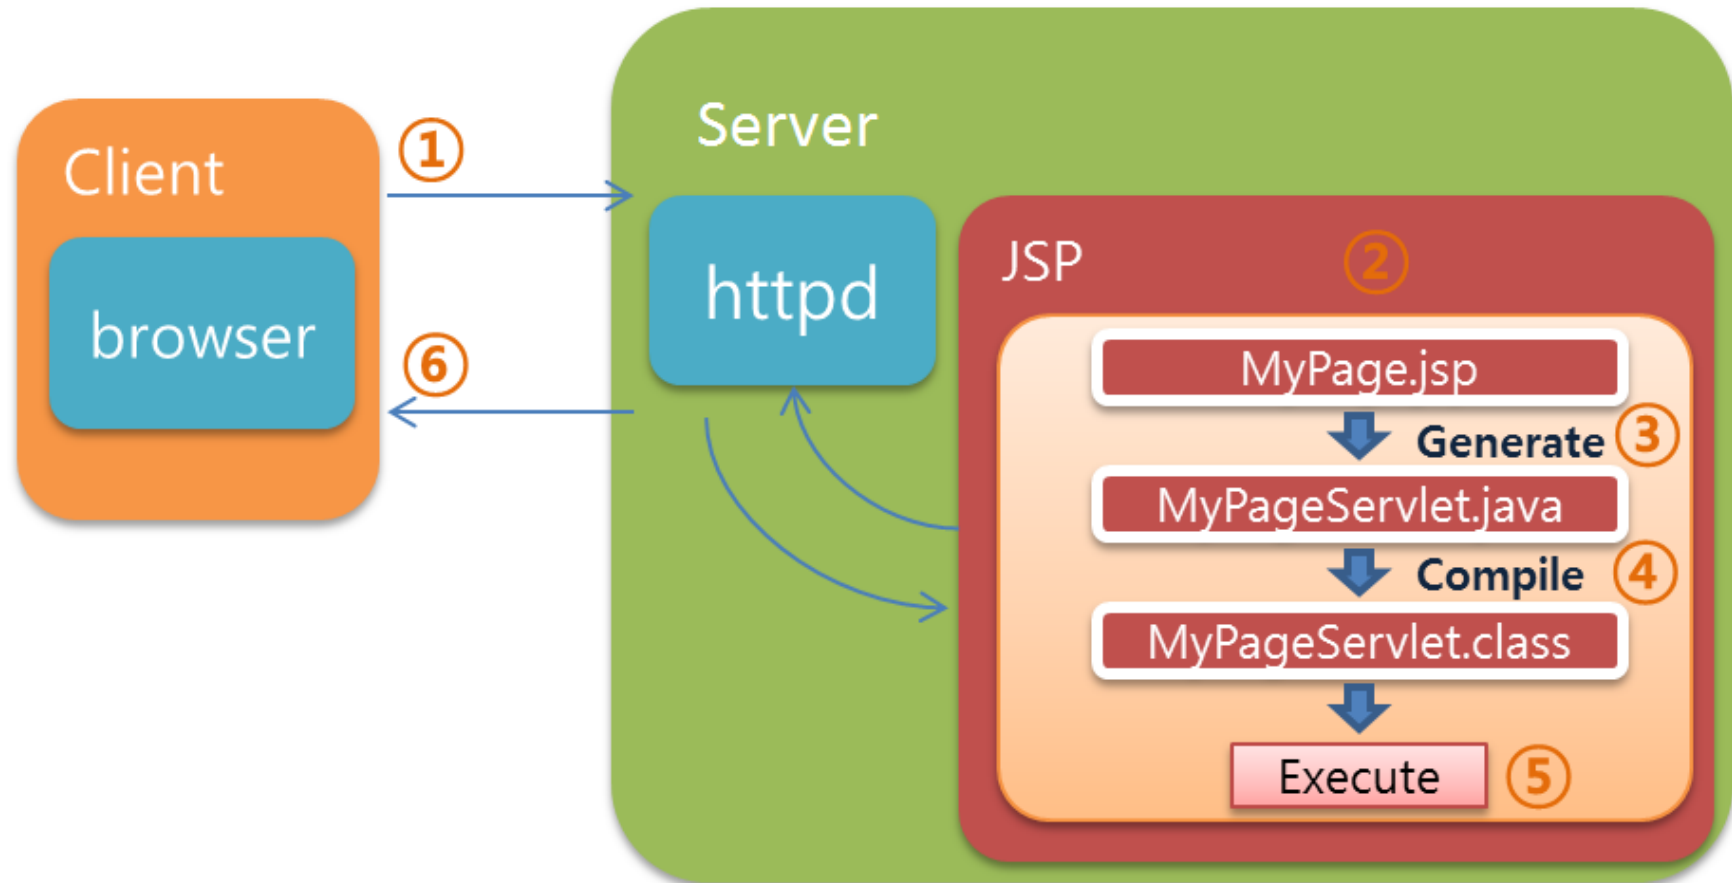 Client
browser
①
⑥
Server
httpd
JSP ②
MyPage.jsp
Generate ③
MyPageServlet.java
Compile ④
MyPageServlet.class
Execute ⑤